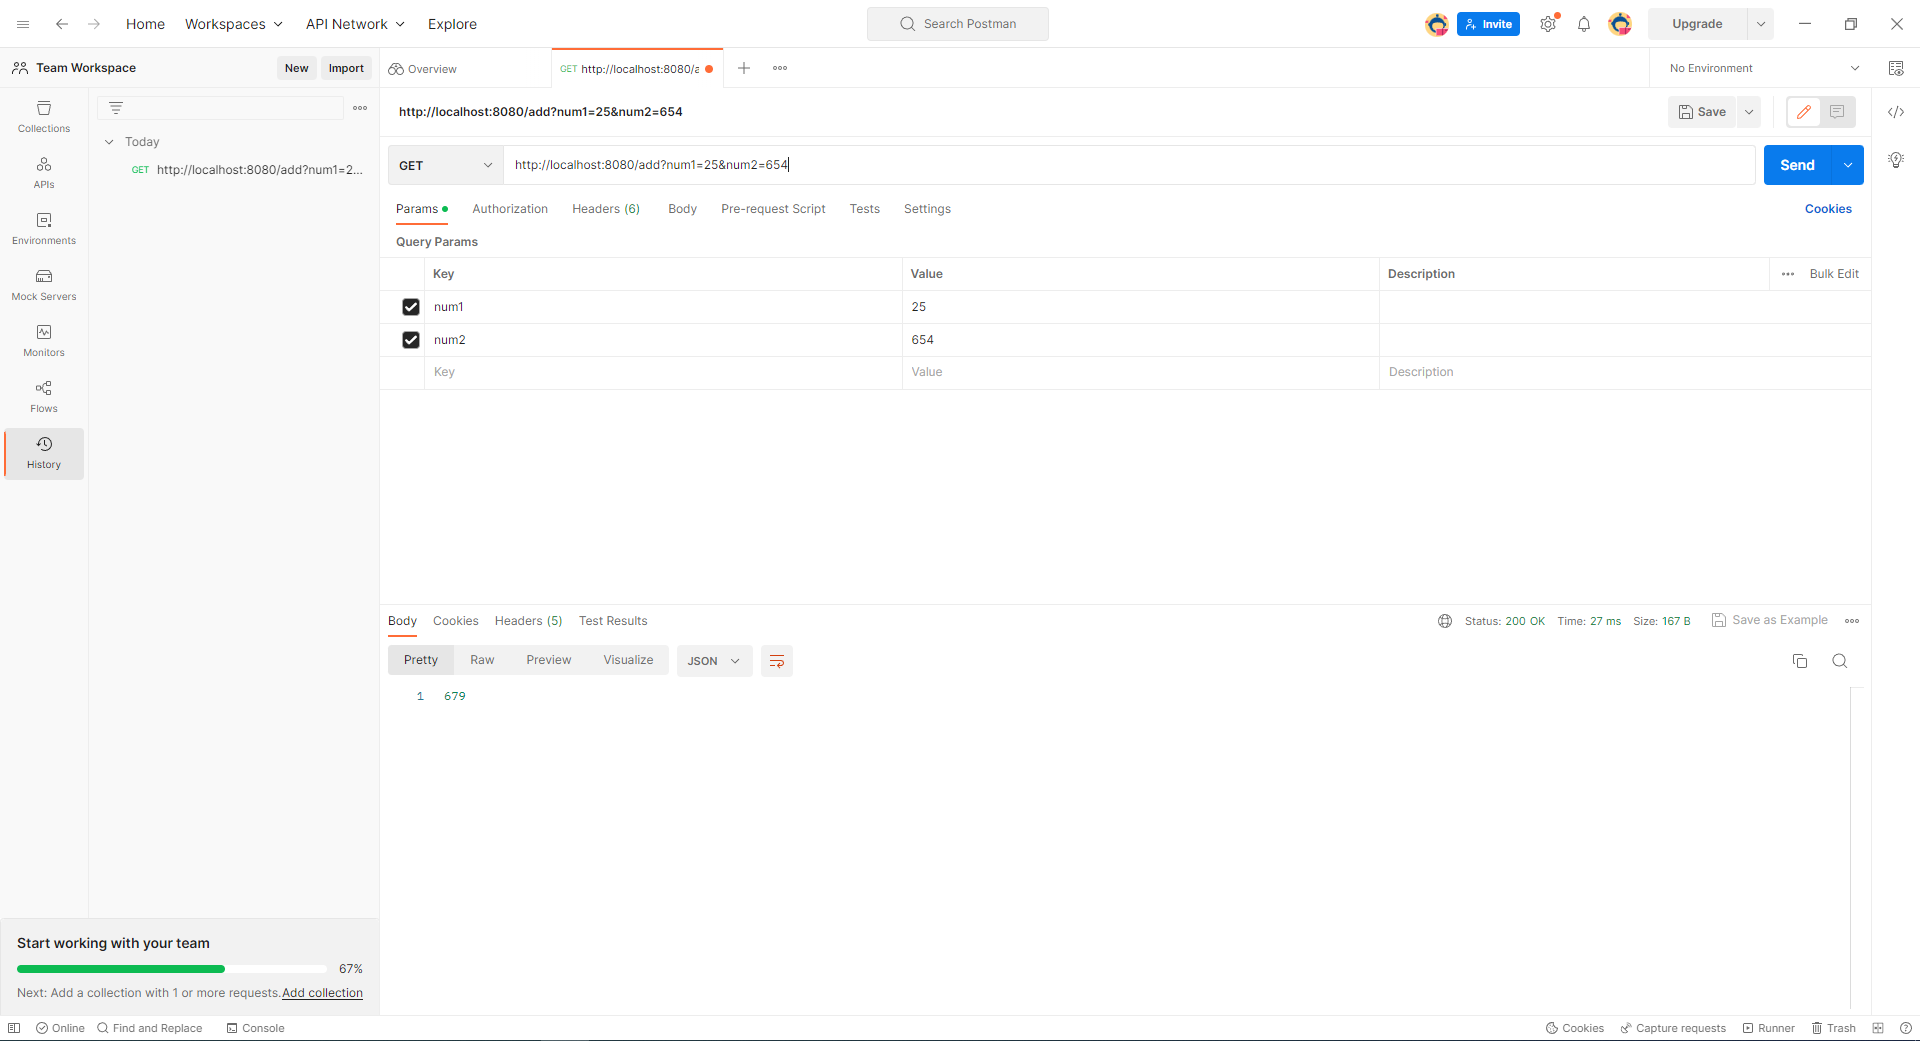 Home Workspaces API Network Explore Search Postman Invite Upgrade
Team Workspace New Import Overview GET http://localhost:8080/a No Environment
http://localhost:8080/add?num1=25&num2=654 Save
Collections
Today
GET http://localhost:8080/add?num1=2...
GET http://localhost:8080/add?num1=25&num2=654 Send
APIs
Params Authorization Headers (6) Body Pre-request Script Tests Settings Cookies
Environments
Query Params
Key Value Description Bulk Edit
Mock Servers
num1 25
num2 654
Monitors
Key Value Description
Flows
History
Body Cookies Headers (5) Test Results Status: 200 OK Time: 27 ms Size: 167 B Save as Example
Pretty Raw Preview Visualize JSON
1 679
Start working with your team
67%
Next: Add a collection with 1 or more requests. Add collection
Online Find and Replace Console Cookies Capture requests Runner Trash